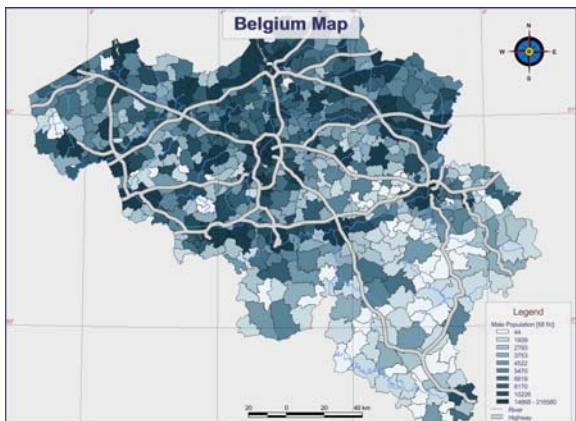 Belgium Map
N
W
E
S
Legend
Male Population
44
1939
2793
3753
4522
5470
6619
8170
10226
14868 - 216580
River
Highway
20
0
20
40 km